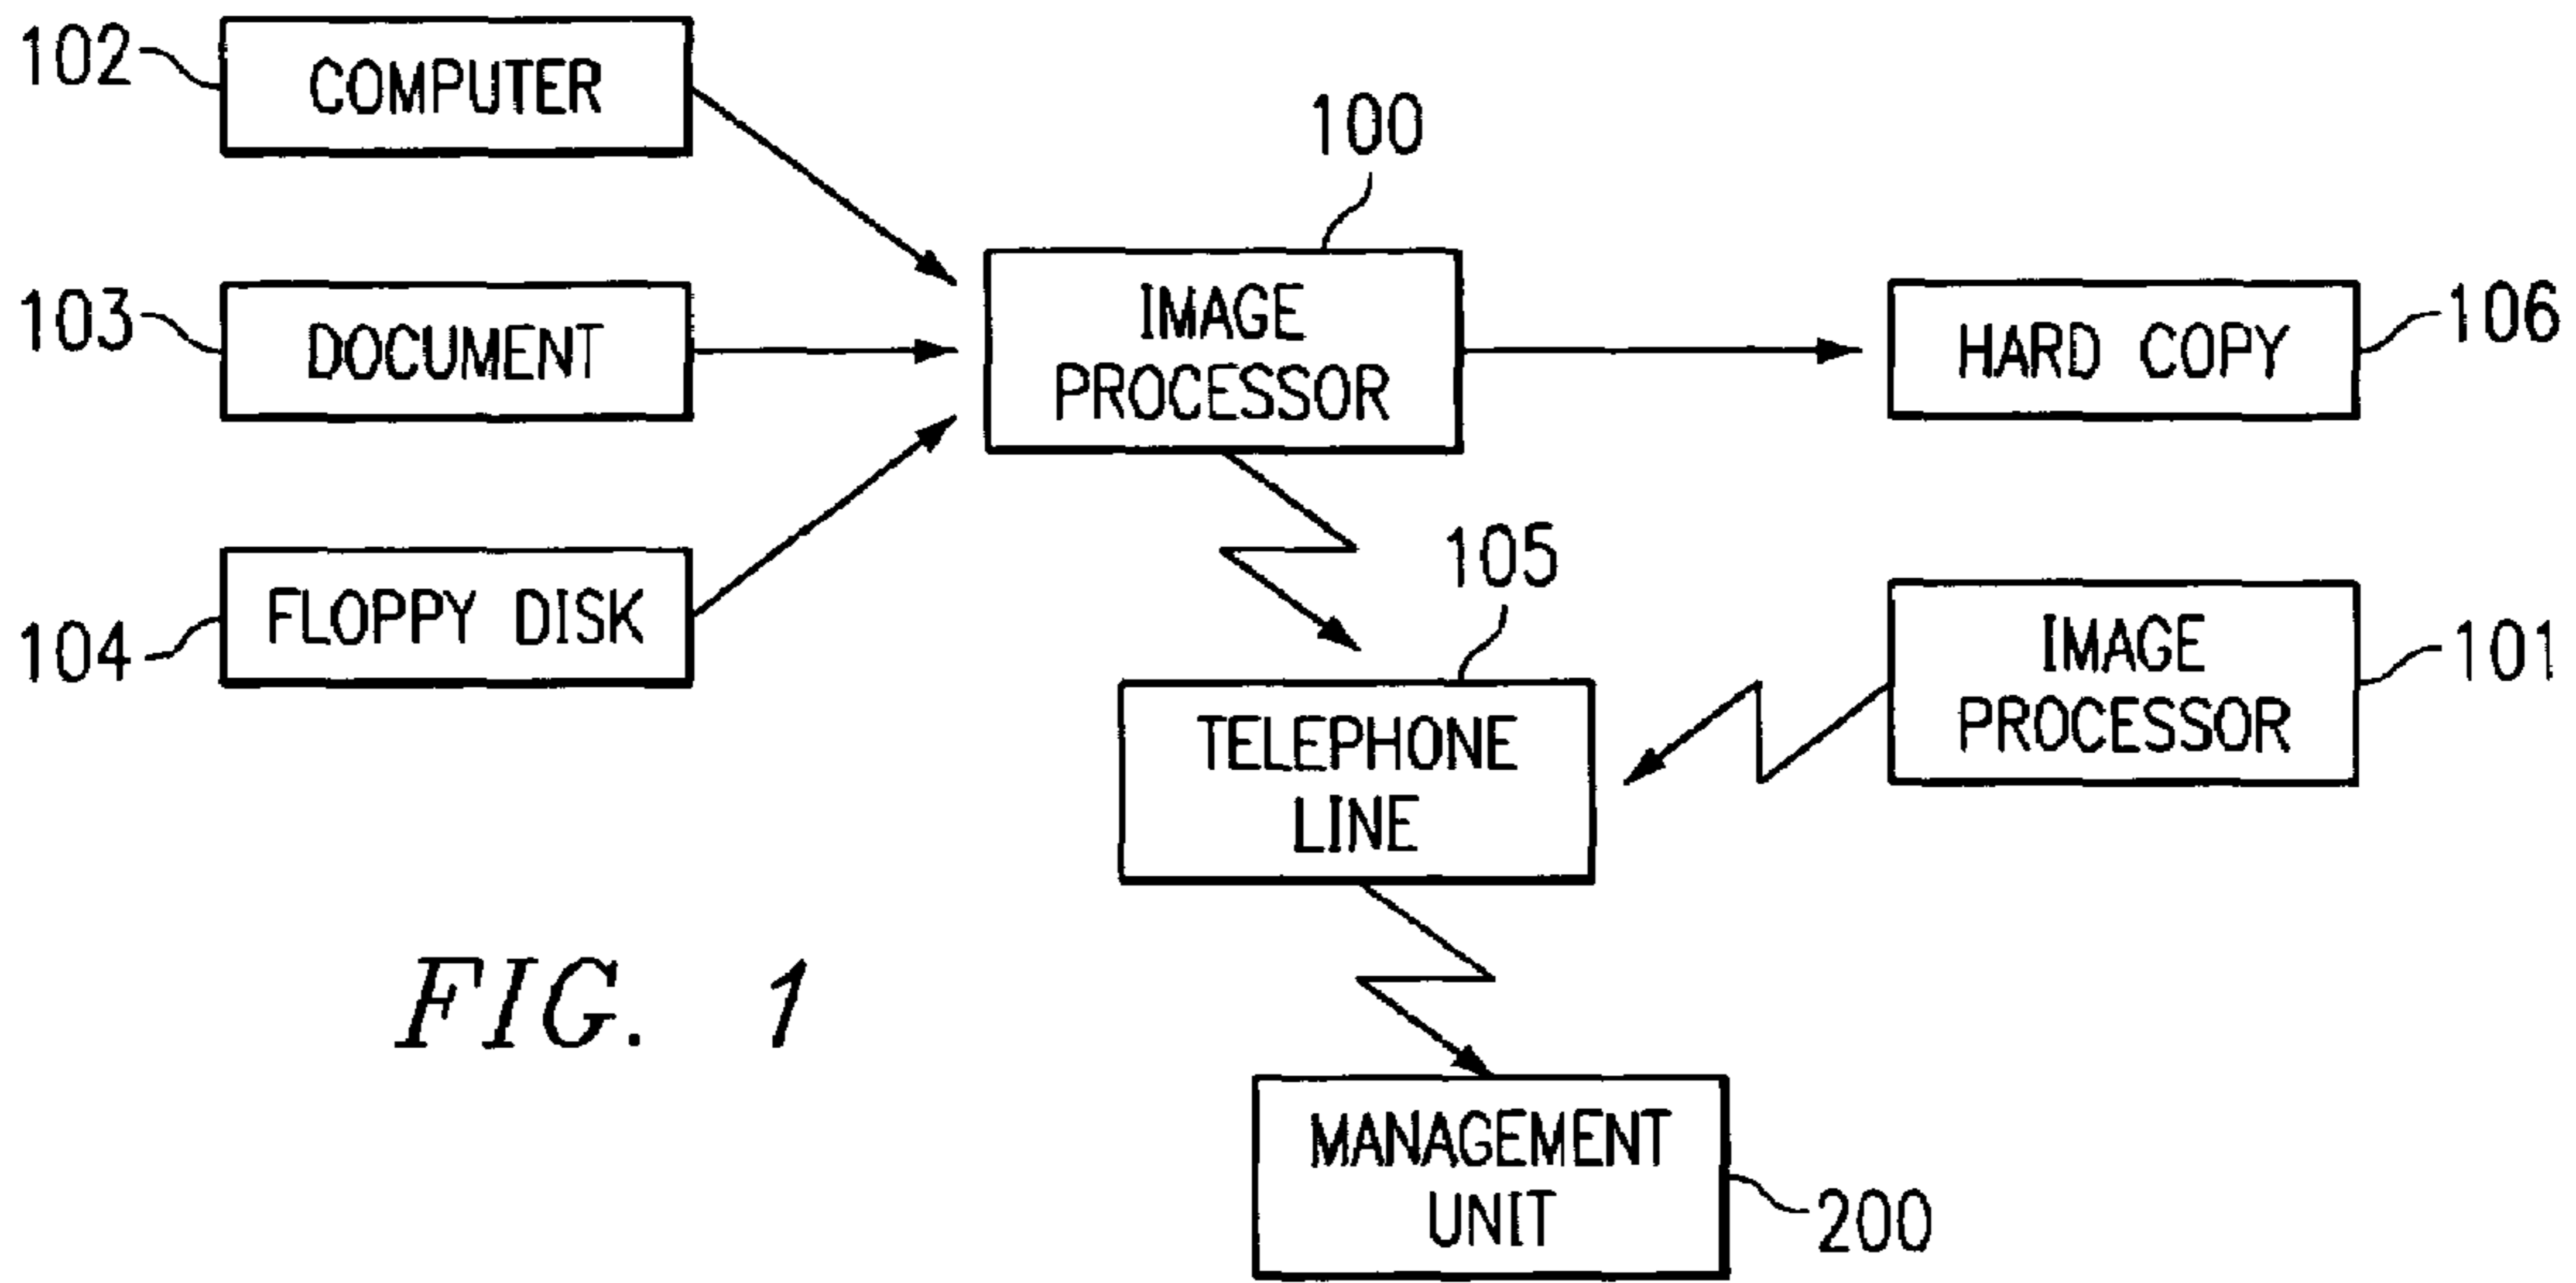 102
COMPUTER
100
103
DOCUMENT
IMAGE
PROCESSOR
HARD COPY
106
104
FLOPPY DISK
105
TELEPHONE
LINE
IMAGE
PROCESSOR
101
FIG. 1
MANAGEMENT
UNIT
200